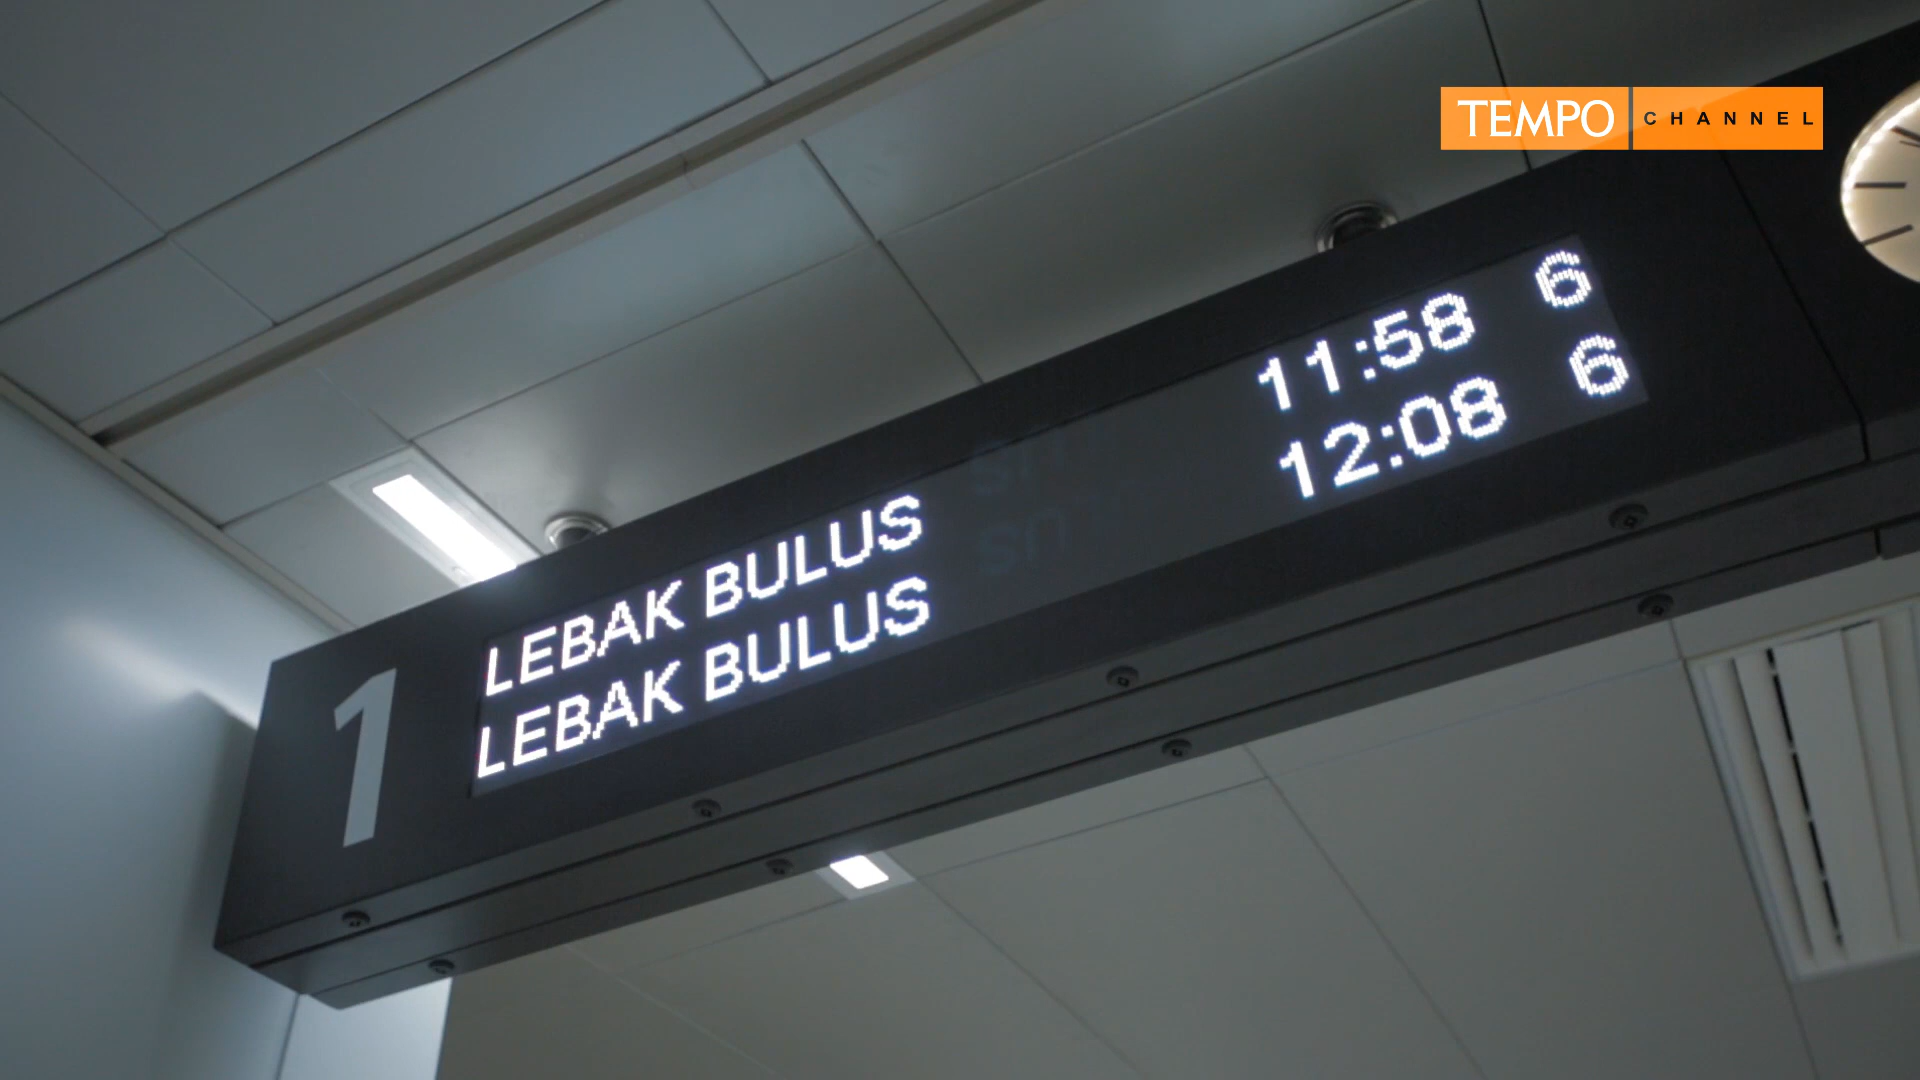 TEMPO CHANNEL
1
LEBAK BULUS 11:58 6
LEBAK BULUS 12:08 6